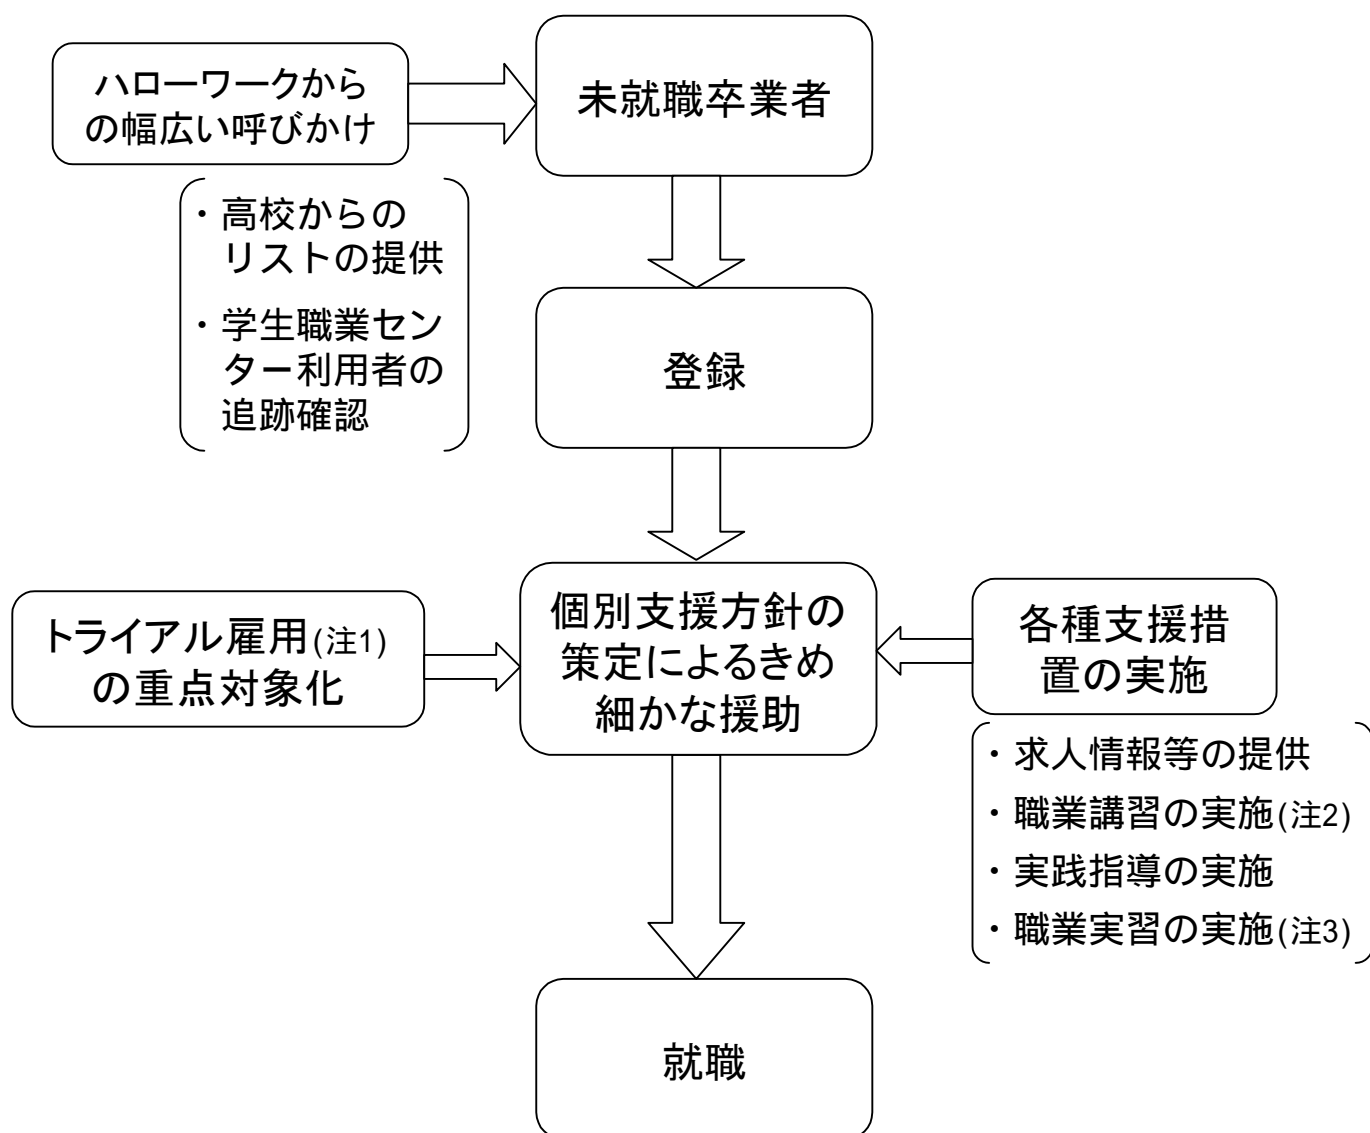 ハローワークから
の幅広い呼びかけ
未就職卒業者
・高校からの
リストの提供
・学生職業セン
ター利用者の
追跡確認
登録
トライアル雇用(注1)
の重点対象化
個別支援方針の
策定によるきめ
細かな援助
各種支援措
置の実施
・求人情報等の提供
・職業講習の実施(注2)
・実践指導の実施
・職業実習の実施(注3)
就職